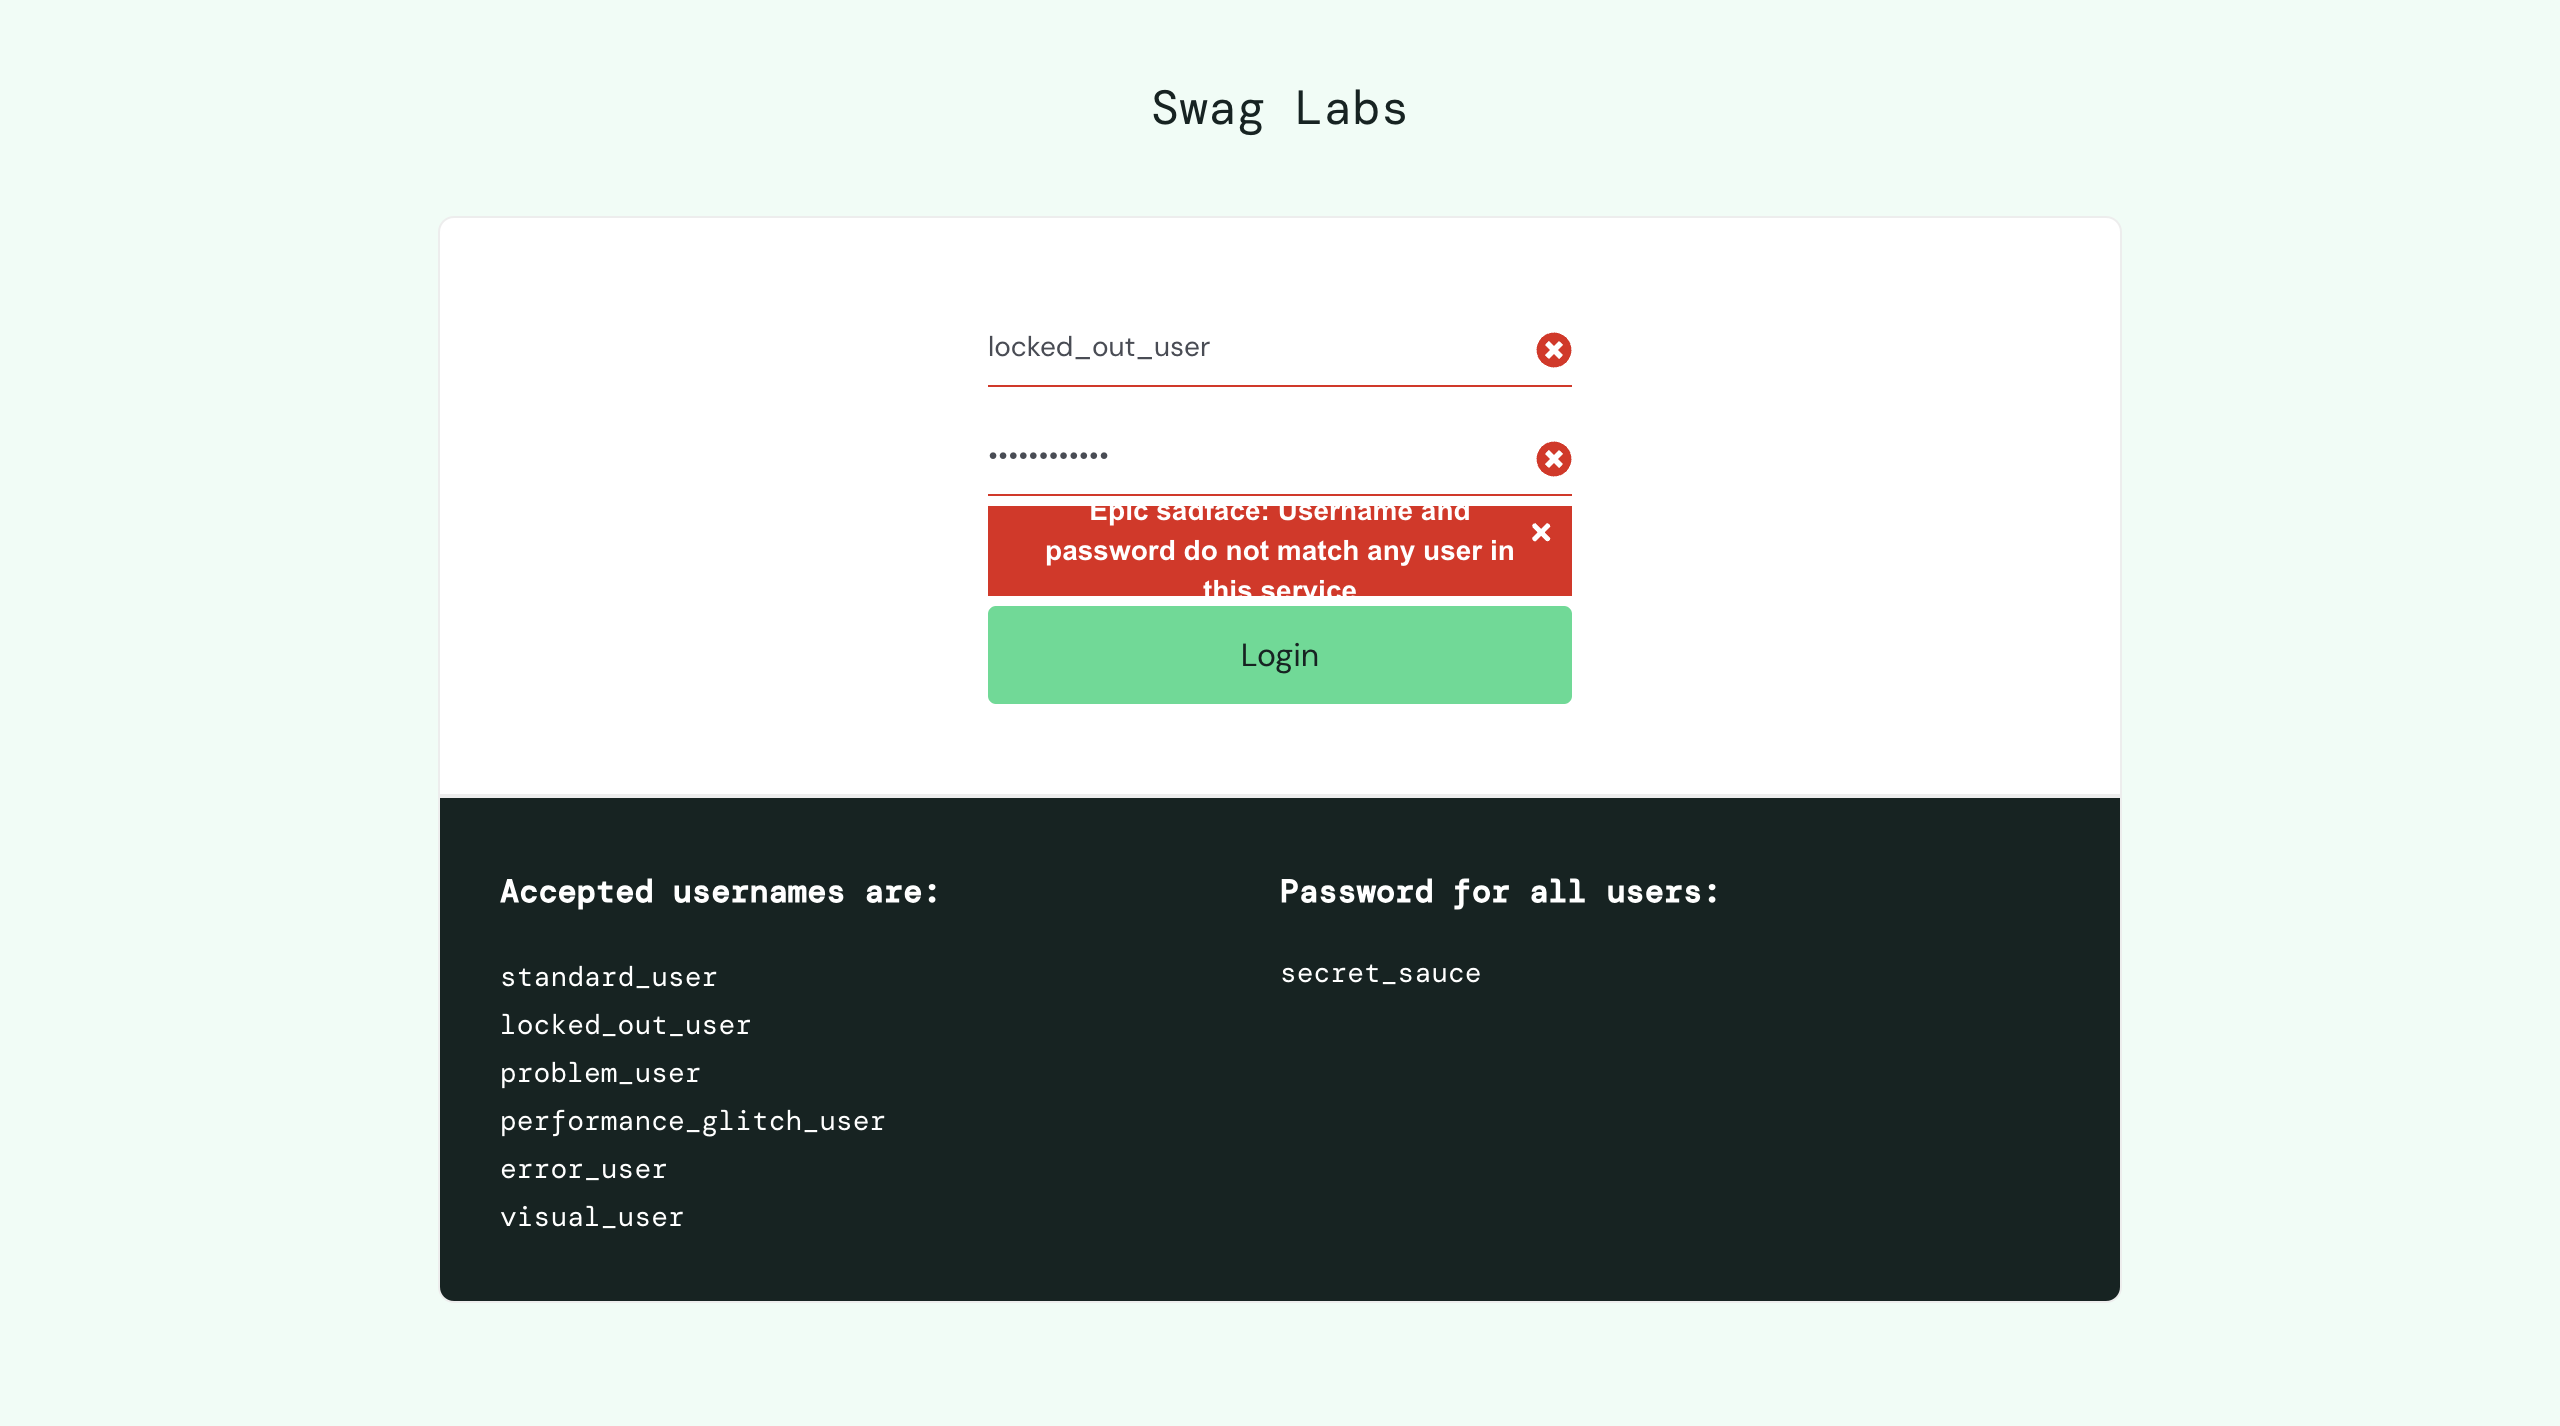 Swag Labs
locked_out_user
••••••••••••
Epic sadface: Username and
password do not match any user in
this service
Login
Accepted usernames are:
standard_user
locked_out_user
problem_user
performance_glitch_user
error_user
visual_user
Password for all users:
secret_sauce